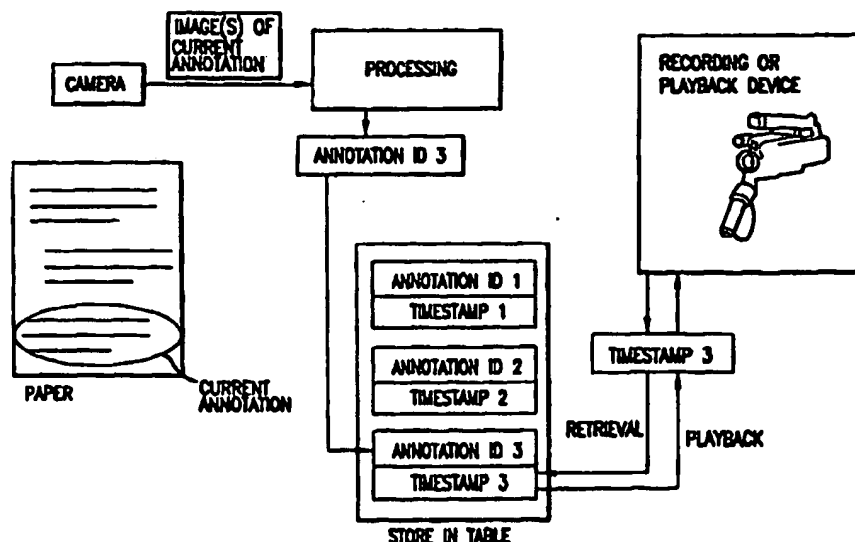 IMAGE(S) OF
CURRENT
ANNOTATION
CAMERA
PROCESSING
RECORDING OR
PLAYBACK DEVICE
ANNOTATION ID 3
ANNOTATION ID 1
TIMESTAMP 1
ANNOTATION ID 2
TIMESTAMP 2
TIMESTAMP 3
PAPER
CURRENT
ANNOTATION
RETRIEVAL
PLAYBACK
ANNOTATION ID 3
TIMESTAMP 3
STORE IN TABLE